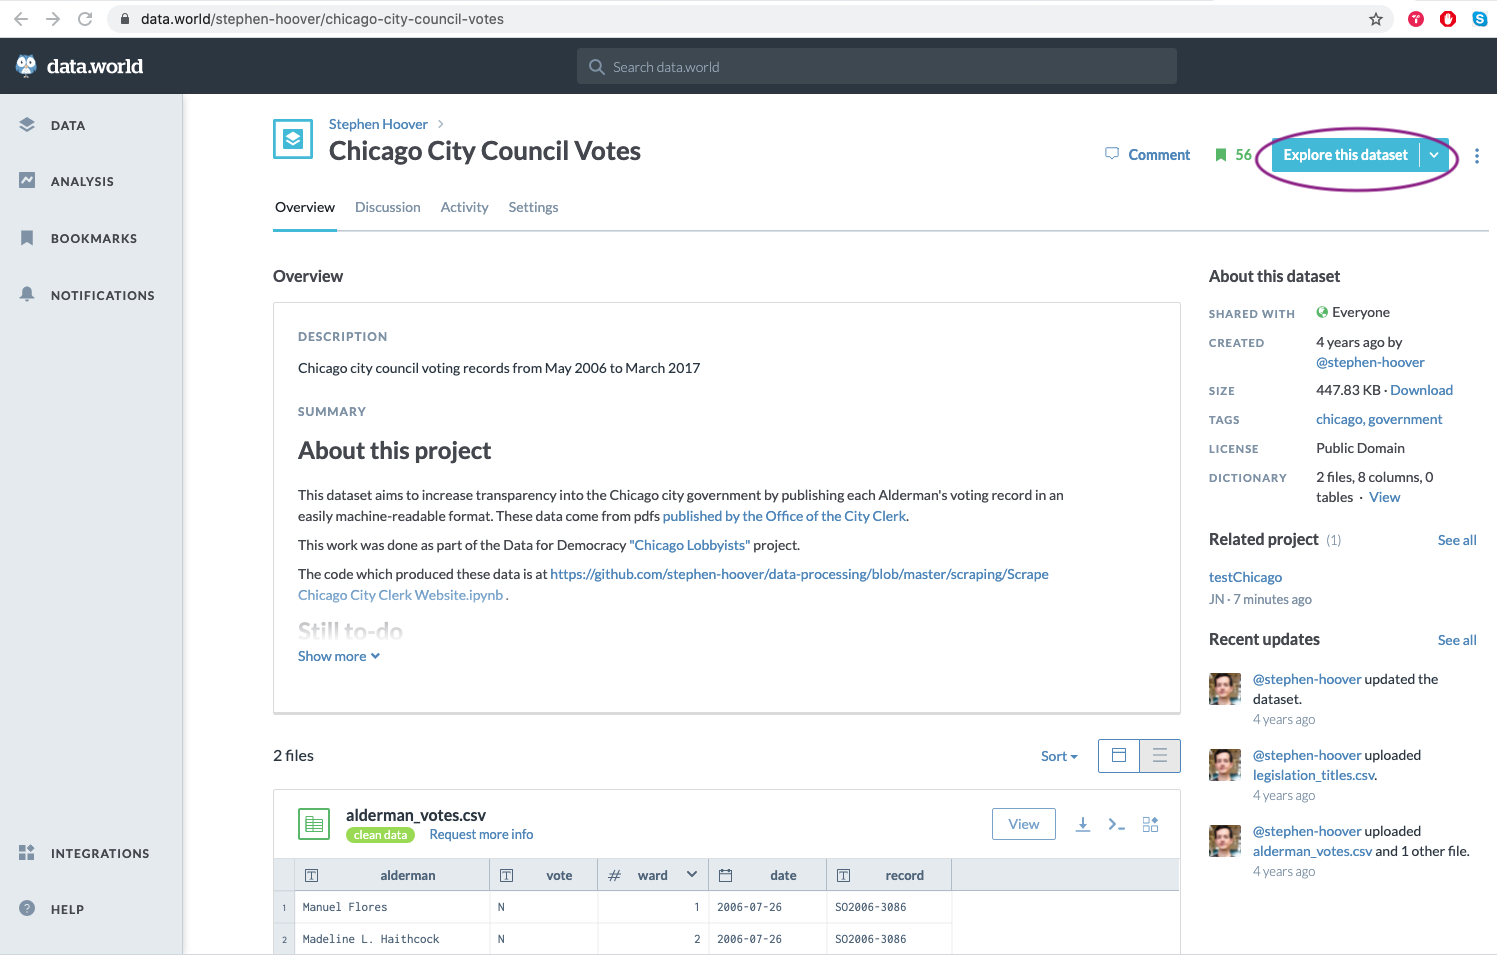 data.world/stephen-hoover/chicago-city-council-votes
data.world
Search data.world
DATA
ANALYSIS
BOOKMARKS
NOTIFICATIONS
INTEGRATIONS
HELP
Stephen Hoover
Chicago City Council Votes
Comment
56
Explore this dataset
Overview Discussion Activity Settings
Overview
DESCRIPTION
Chicago city council voting records from May 2006 to March 2017
SUMMARY
About this project
This dataset aims to increase transparency into the Chicago city government by publishing each Alderman's voting record in an
easily machine-readable format. These data come from pdfs published by the Office of the City Clerk.
This work was done as part of the Data for Democracy "Chicago Lobbyists" project.
The code which produced these data is at https://github.com/stephen-hoover/data-processing/blob/master/scraping/Scrape
Chicago City Clerk Website.ipynb .
Still to-do
Show more
2 files
Sort
alderman_votes.csv
clean data Request more info
View
T alderman T vote # ward date T record
1 Manuel Flores N 1 2006-07-26 SO2006-3086
2 Madeline L. Haithcock N 2 2006-07-26 SO2006-3086
About this dataset
SHARED WITH Everyone
CREATED 4 years ago by
@stephen-hoover
SIZE 447.83 KB · Download
TAGS chicago, government
LICENSE Public Domain
DICTIONARY 2 files, 8 columns, 0
tables · View
Related project (1) See all
testChicago
JN · 7 minutes ago
Recent updates See all
@stephen-hoover updated the
dataset.
4 years ago
@stephen-hoover uploaded
legislation_titles.csv.
4 years ago
@stephen-hoover uploaded
alderman_votes.csv and 1 other file.
4 years ago